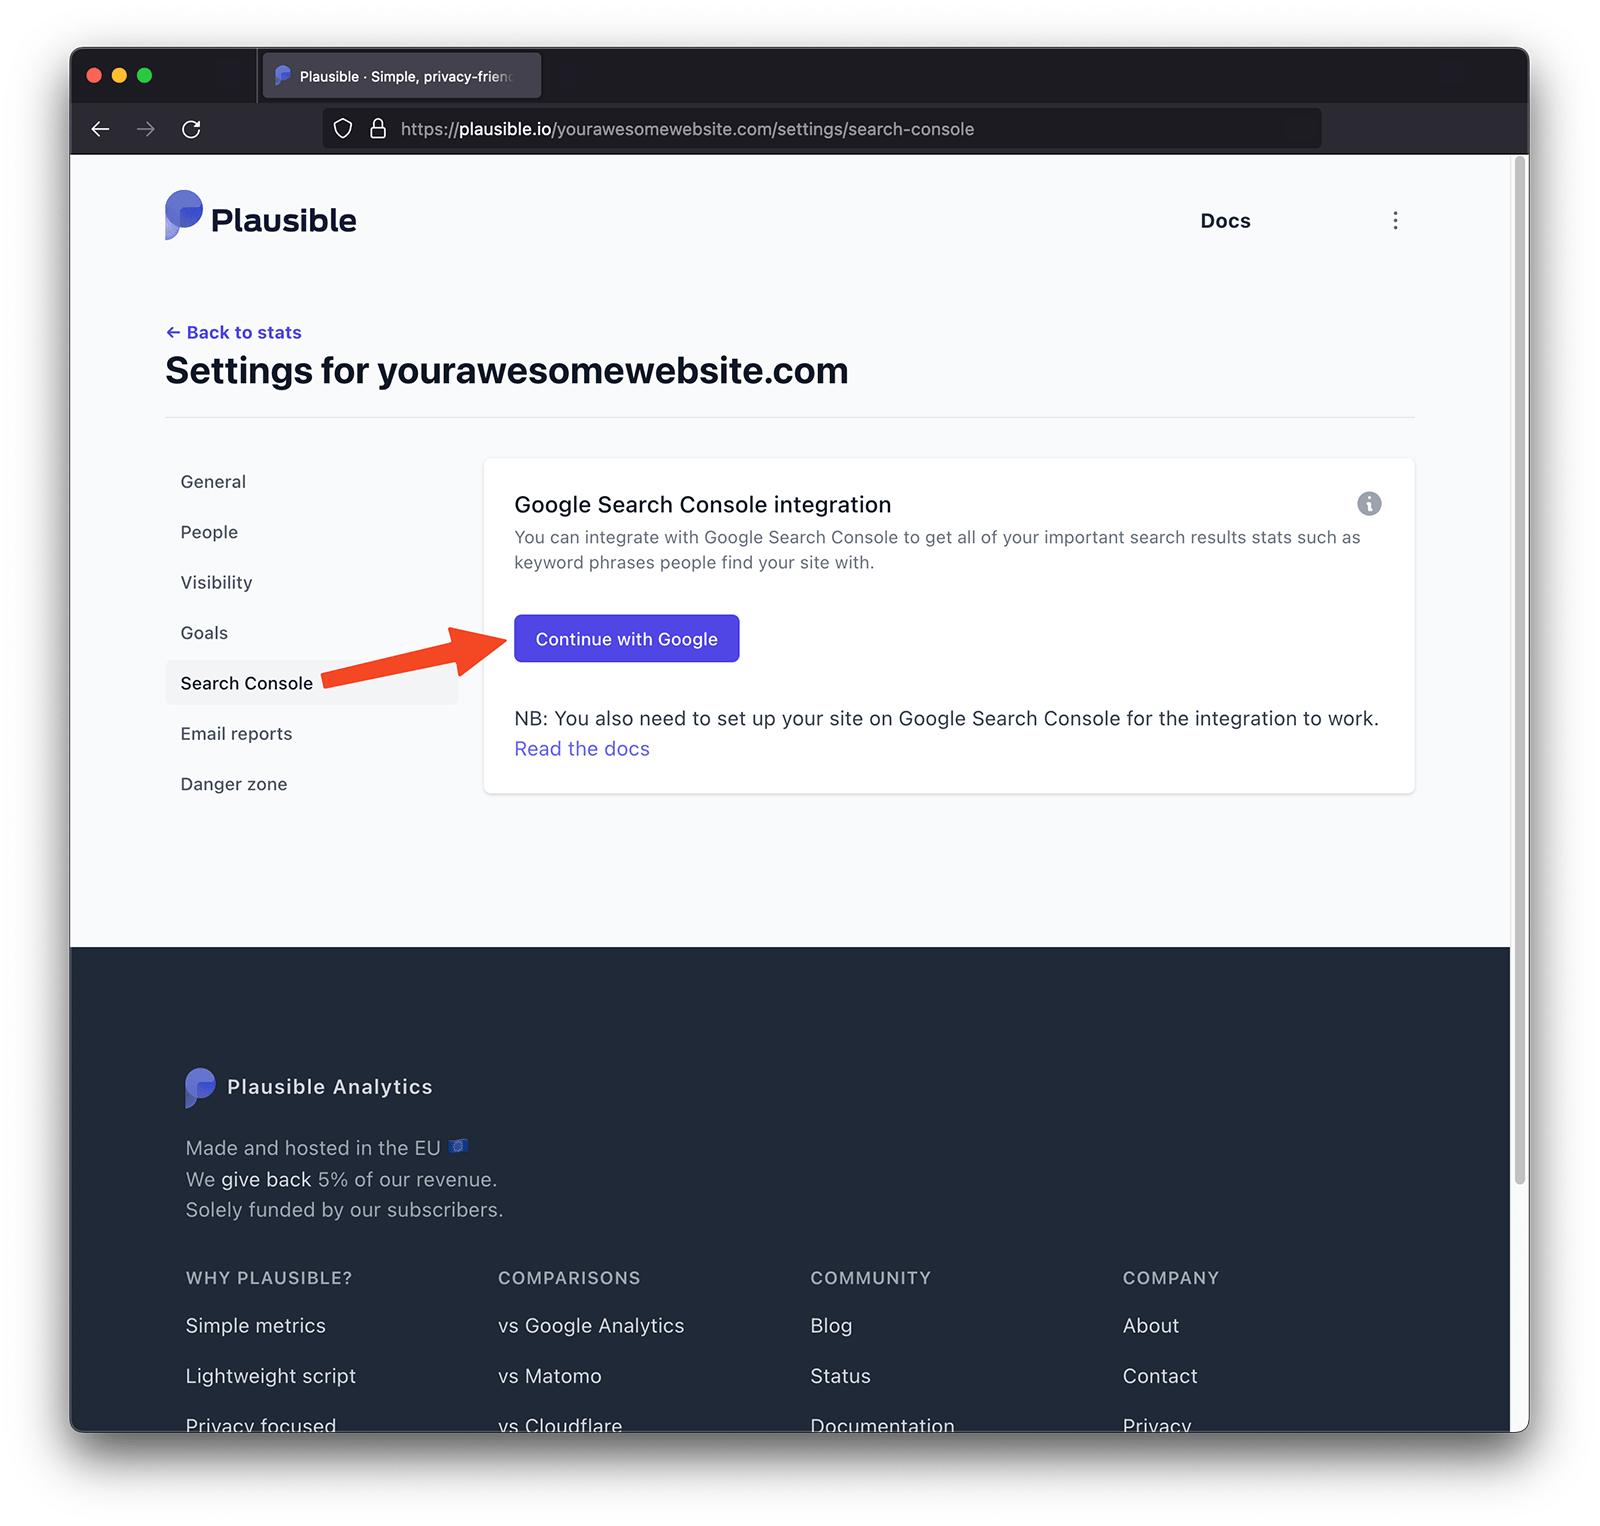 Plausible · Simple, privacy-frien
https://plausible.io/yourawesomewebsite.com/settings/search-console
Plausible
Docs
← Back to stats
Settings for yourawesomewebsite.com
General
People
Visibility
Goals
Search Console
Email reports
Danger zone
Google Search Console integration
You can integrate with Google Search Console to get all of your important search results stats such as
keyword phrases people find your site with.
Continue with Google
NB: You also need to set up your site on Google Search Console for the integration to work.
Read the docs
Plausible Analytics
Made and hosted in the EU 🇪🇺
We give back 5% of our revenue.
Solely funded by our subscribers.
WHY PLAUSIBLE?
Simple metrics
Lightweight script
Privacy focused
COMPARISONS
vs Google Analytics
vs Matomo
vs Cloudflare
COMMUNITY
Blog
Status
Documentation
COMPANY
About
Contact
Privacy